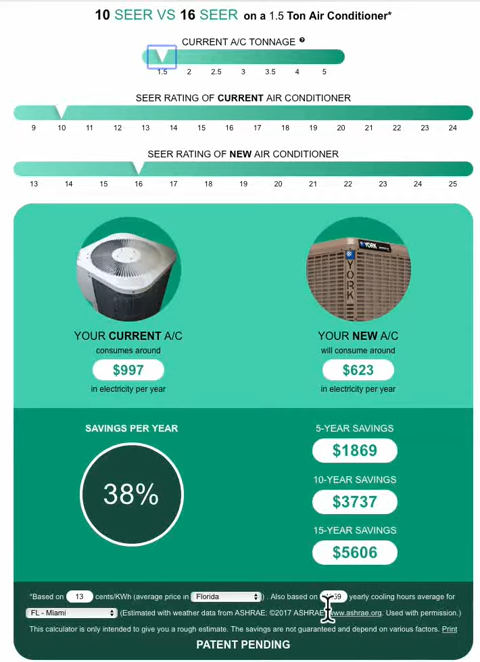 10 SEER VS 16 SEER on a 1.5 Ton Air Conditioner*
CURRENT A/C TONNAGE ?
1.5 2 2.5 3 3.5 4 5
SEER RATING OF CURRENT AIR CONDITIONER
9 10 11 12 13 14 15 16 17 18 19 20 21 22 23 24
SEER RATING OF NEW AIR CONDITIONER
13 14 15 16 17 18 19 20 21 22 23 24 25
YORK
YORK
YOUR CURRENT A/C
consumes around
$997
in electricity per year
YOUR NEW A/C
will consume around
$623
in electricity per year
SAVINGS PER YEAR
38%
5-YEAR SAVINGS
$1869
10-YEAR SAVINGS
$3737
15-YEAR SAVINGS
$5606
*Based on 13 cents/KWh (average price in Florida ). Also based on yearly cooling hours average for
FL - Miami (Estimated with weather data from ASHRAE; ©2017 ASHRAE www.ashrae.org. Used with permission.)
This calculator is only intended to give you a rough estimate. The savings are not guaranteed and depend on various factors. Print
PATENT PENDING